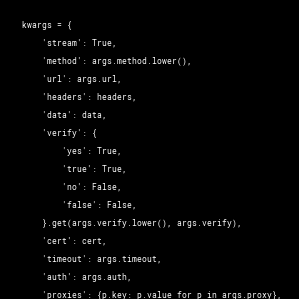 kwargs = {
    'stream': True,
    'method': args.method.lower(),
    'url': args.url,
    'headers': headers,
    'data': data,
    'verify': {
        'yes': True,
        'true': True,
        'no': False,
        'false': False,
    }.get(args.verify.lower(), args.verify),
    'cert': cert,
    'timeout': args.timeout,
    'auth': args.auth,
    'proxies': {p.key: p.value for p in args.proxy},